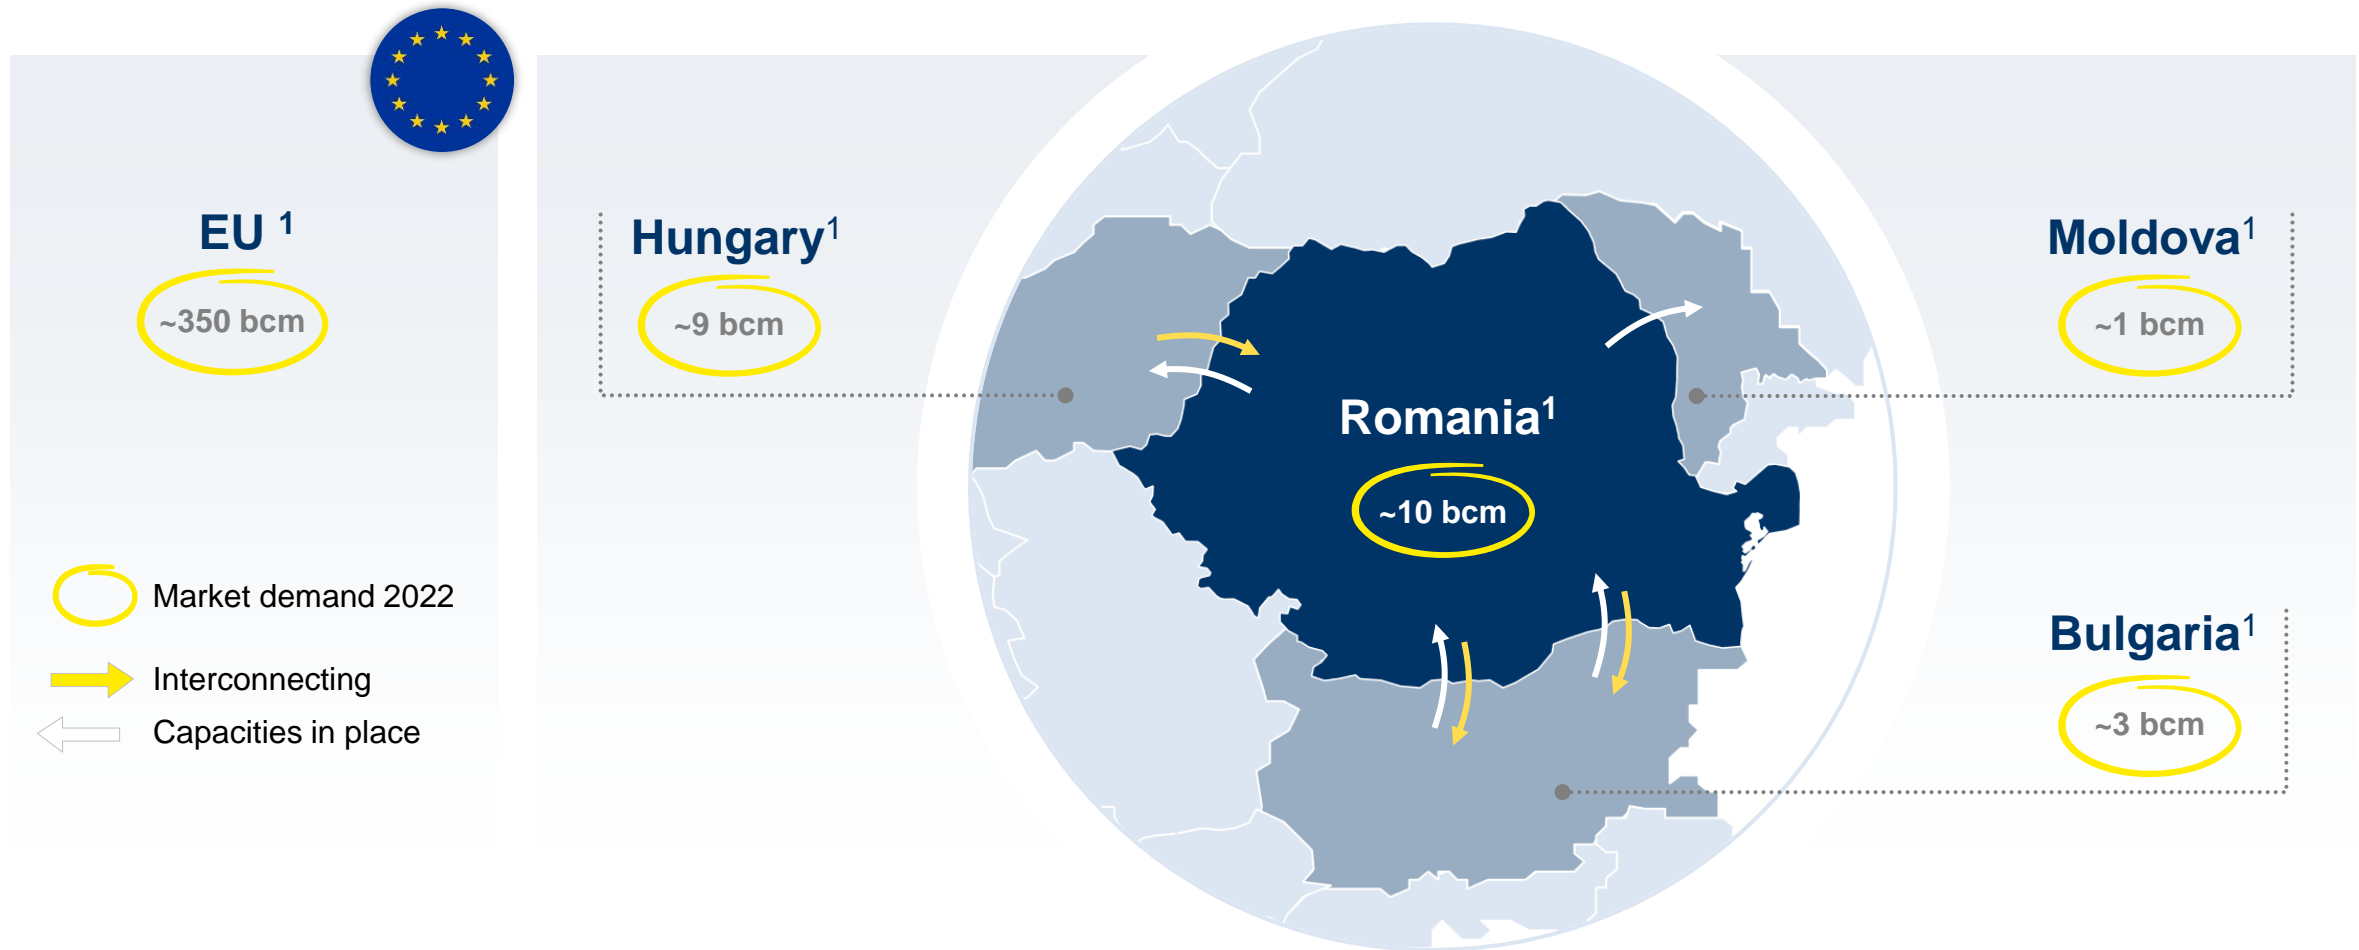 EU 1
~350 bcm
Market demand 2022
Interconnecting
Capacities in place
Hungary1
~9 bcm
Romania1
~10 bcm
Moldova1
~1 bcm
Bulgaria1
~3 bcm